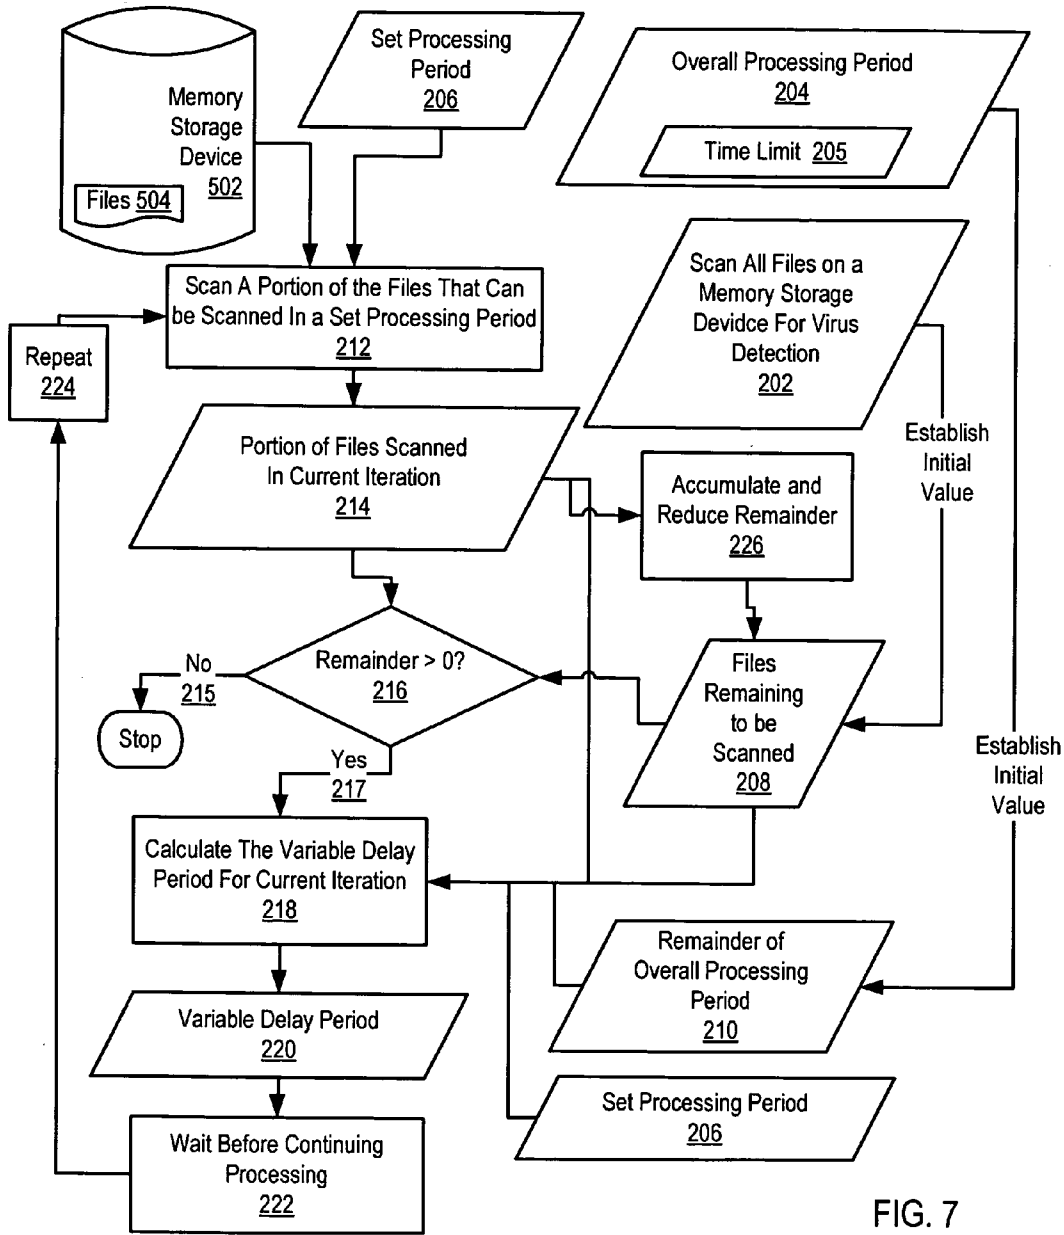 Set Processing
Period
206
Overall Processing Period
204
Time Limit 205
Memory
Storage
Device
502
Files 504
Scan All Files on a
Memory Storage
Devidce For Virus
Detection
202
Scan A Portion of the Files That Can
be Scanned In a Set Processing Period
212
Repeat
224
Portion of Files Scanned
In Current Iteration
214
Establish
Initial
Value
Accumulate and
Reduce Remainder
226
Remainder > 0?
216
No
215
Stop
Files
Remaining
to be
Scanned
208
Yes
217
Establish
Initial
Value
Calculate The Variable Delay
Period For Current Iteration
218
Remainder of
Overall Processing
Period
210
Variable Delay Period
220
Set Processing Period
206
Wait Before Continuing
Processing
222
FIG. 7